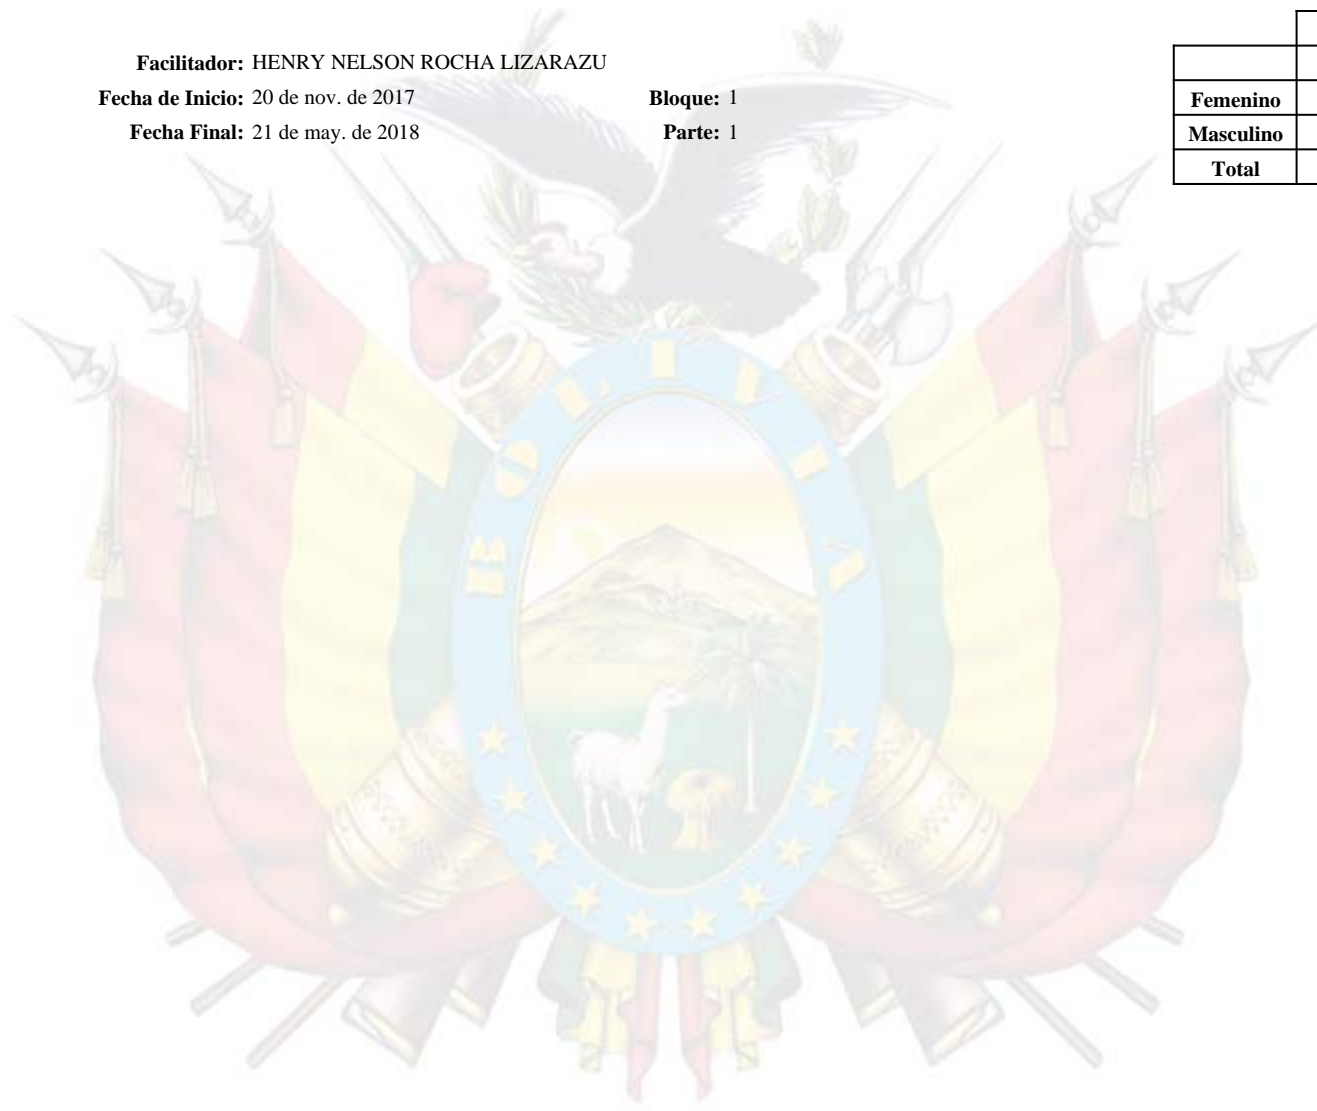 Facilitador: HENRY NELSON ROCHA LIZARAZU
Fecha de Inicio: 20 de nov. de 2017 Bloque: 1
Fecha Final: 21 de may. de 2018 Parte: 1
Femenino
Masculino
Total
BOLIVIA